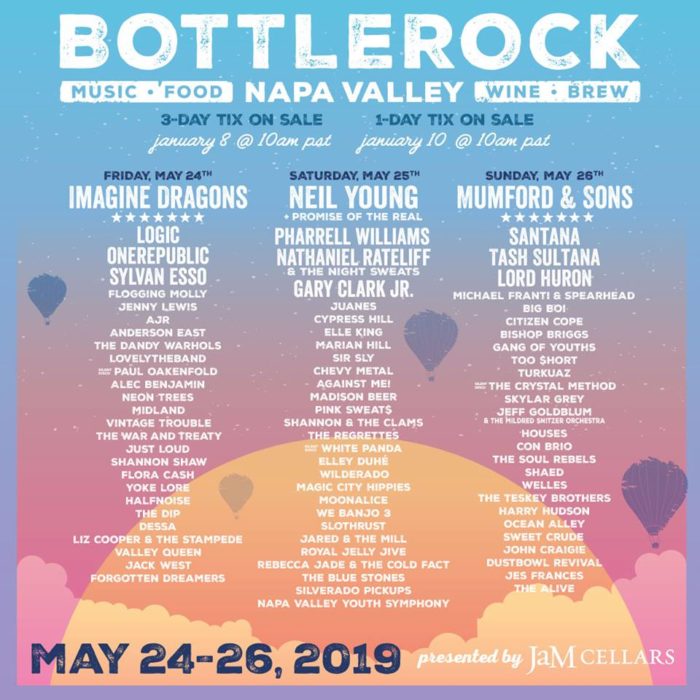 BOTTLEROCK
MUSIC • FOOD NAPA VALLEY WINE • BREW
3-DAY TIX ON SALE
january 8 @ 10am pst
1-DAY TIX ON SALE
january 10 @ 10am pst
FRIDAY, MAY 24TH
IMAGINE DRAGONS
LOGIC
ONEREPUBLIC
SYLVAN ESSO
FLOGGING MOLLY
JENNY LEWIS
AJR
ANDERSON EAST
THE DANDY WARHOLS
LOVELYTHEBAND
SILENT DISCO PAUL OAKENFOLD
ALEC BENJAMIN
NEON TREES
MIDLAND
VINTAGE TROUBLE
THE WAR AND TREATY
JUST LOUD
SHANNON SHAW
FLORA CASH
YOKE LORE
HALFNOISE
THE DIP
DESSA
LIZ COOPER & THE STAMPEDE
VALLEY QUEEN
JACK WEST
FORGOTTEN DREAMERS
SATURDAY, MAY 25TH
NEIL YOUNG
+ PROMISE OF THE REAL
PHARRELL WILLIAMS
NATHANIEL RATELIFF
& THE NIGHT SWEATS
GARY CLARK JR.
JUANES
CYPRESS HILL
ELLE KING
MARIAN HILL
SIR SLY
CHEVY METAL
AGAINST ME!
MADISON BEER
PINK SWEAT$
SHANNON & THE CLAMS
THE REGRETTES
SILENT DISCO WHITE PANDA
ELLEY DUHÉ
WILDERADO
MAGIC CITY HIPPIES
MOONALICE
WE BANJO 3
SLOTHRUST
JARED & THE MILL
ROYAL JELLY JIVE
REBECCA JADE & THE COLD FACT
THE BLUE STONES
SILVERADO PICKUPS
NAPA VALLEY YOUTH SYMPHONY
SUNDAY, MAY 26TH
MUMFORD & SONS
SANTANA
TASH SULTANA
LORD HURON
MICHAEL FRANTI & SPEARHEAD
BIG BOI
CITIZEN COPE
BISHOP BRIGGS
GANG OF YOUTHS
TOO $HORT
TURKUAZ
SILENT DISCO THE CRYSTAL METHOD
SKYLAR GREY
JEFF GOLDBLUM
& THE MILDRED SNITZER ORCHESTRA
HOUSES
CON BRIO
THE SOUL REBELS
SHAED
WELLES
THE TESKEY BROTHERS
HARRY HUDSON
OCEAN ALLEY
SWEET CRUDE
JOHN CRAIGIE
DUSTBOWL REVIVAL
JES FRANCES
THE ALIVE
MAY 24-26, 2019 presented by JaM CELLARS